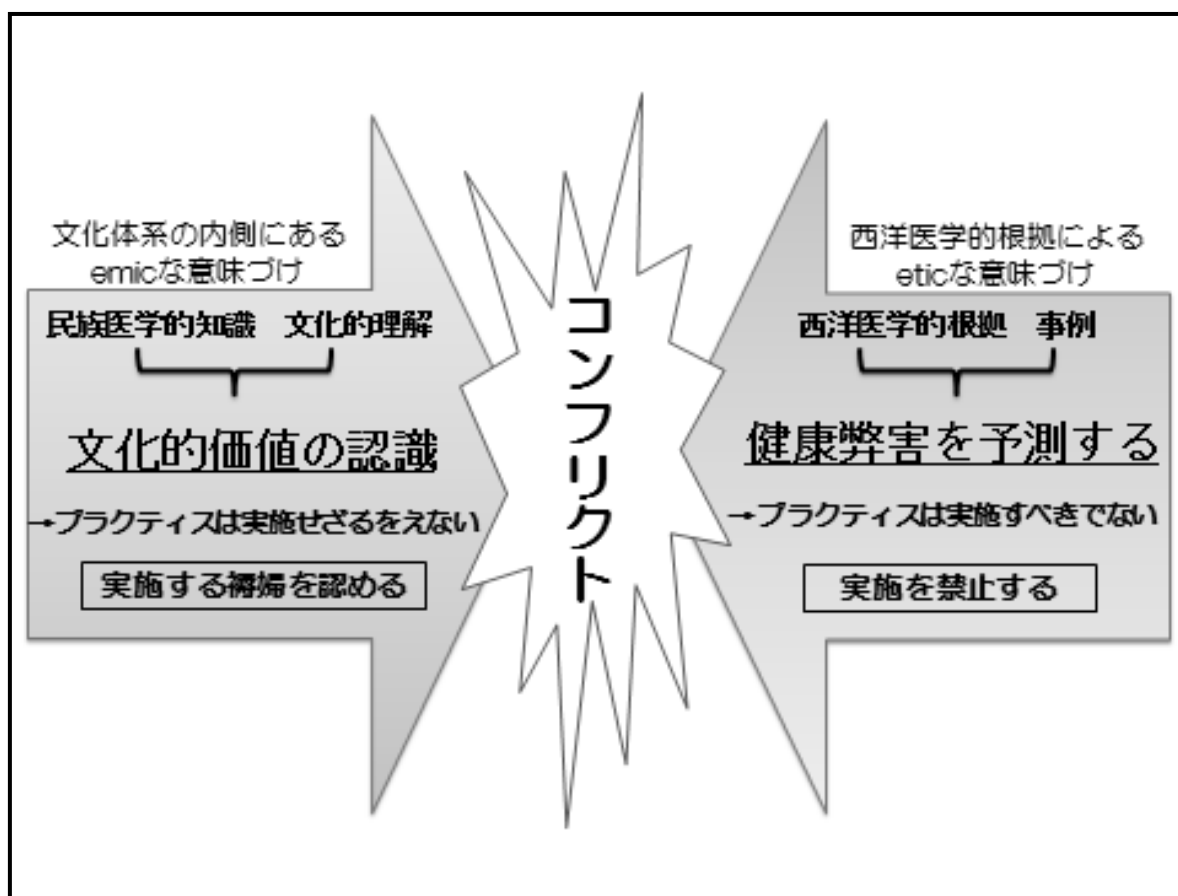 文化体系の内側にある
emicな意味づけ
民族医学的知識 文化的理解
文化的価値の認識
→プラクティスは実施せざるをえない
実施する褥婦を認める
コンフリクト
西洋医学的根拠による
eticな意味づけ
西洋医学的根拠 事例
健康弊害を予測する
→プラクティスは実施すべきでない
実施を禁止する